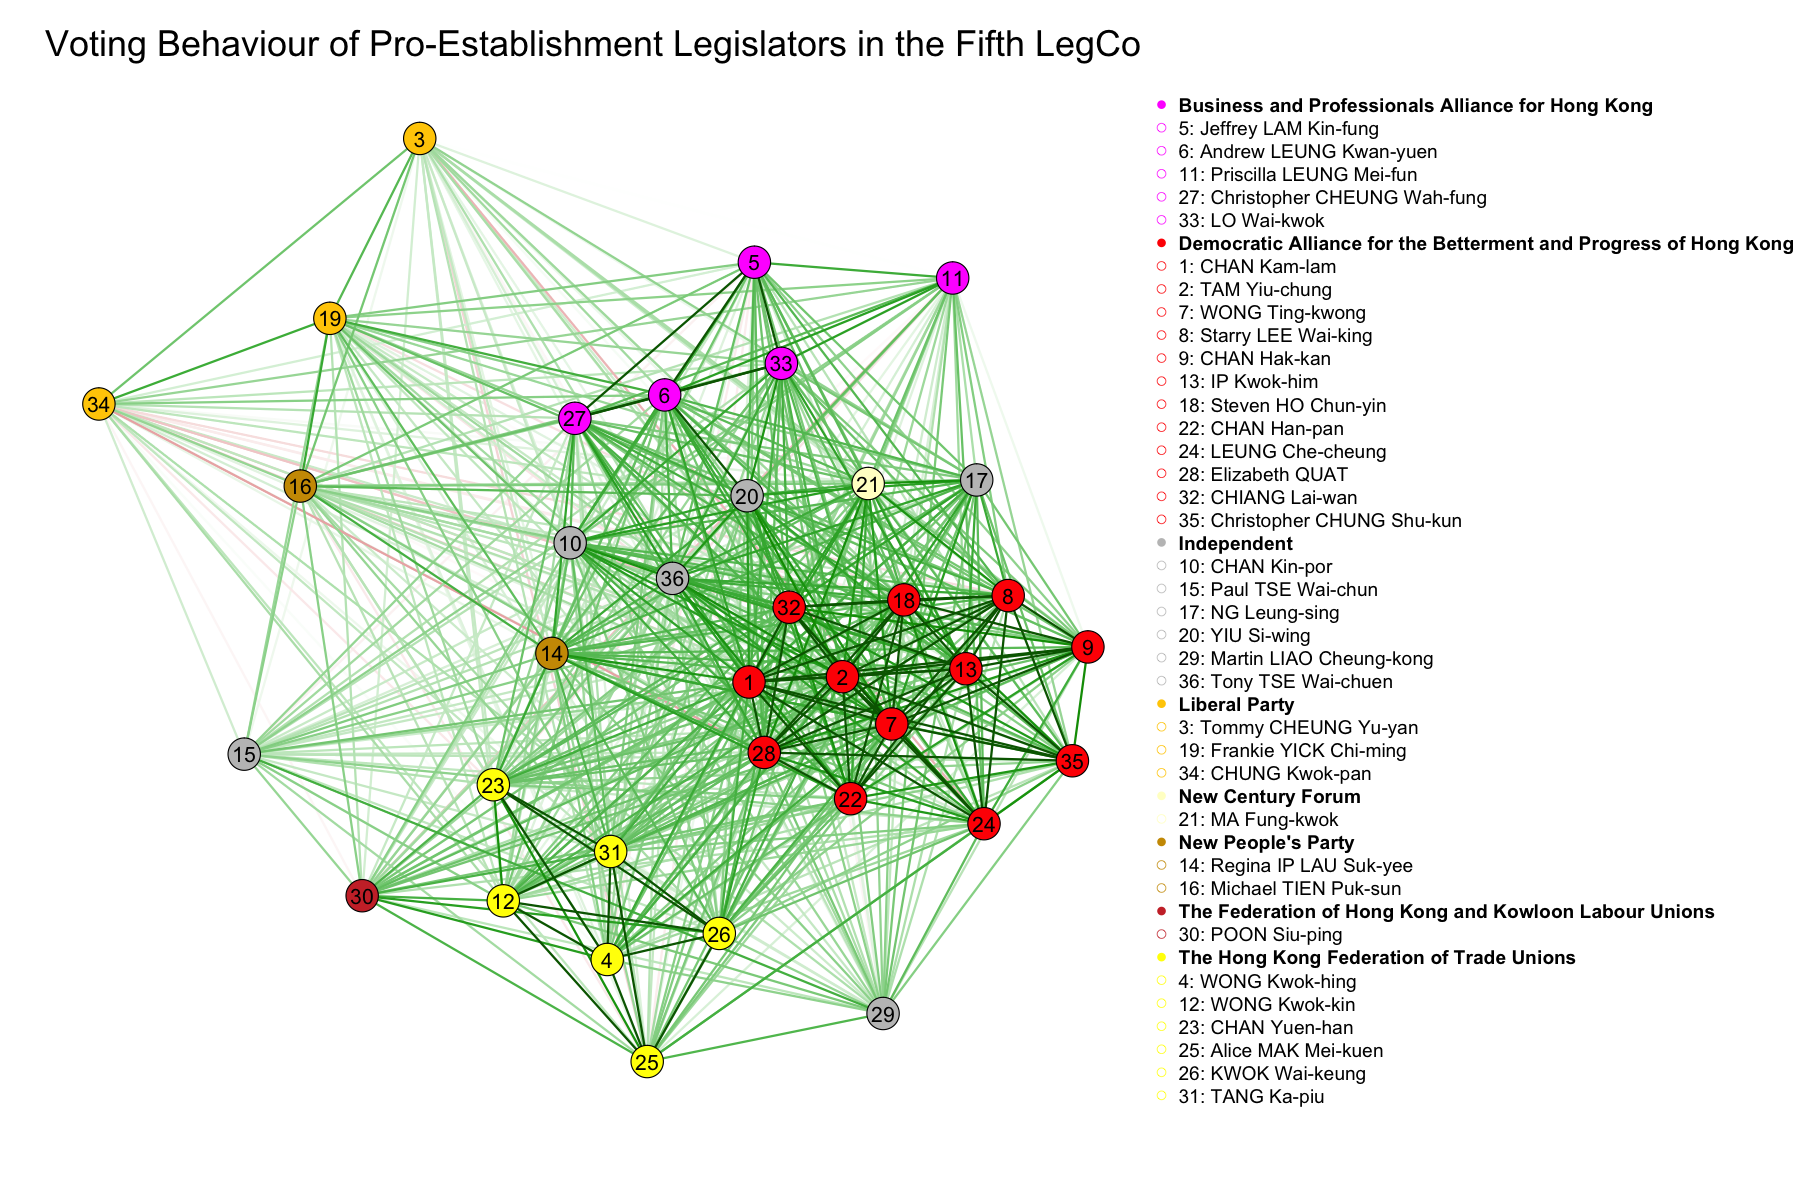 Voting Behaviour of Pro-Establishment Legislators in the Fifth LegCo
Business and Professionals Alliance for Hong Kong
5: Jeffrey LAM Kin-fung
6: Andrew LEUNG Kwan-yuen
11: Priscilla LEUNG Mei-fun
27: Christopher CHEUNG Wah-fung
33: LO Wai-kwok
Democratic Alliance for the Betterment and Progress of Hong Kong
1: CHAN Kam-lam
2: TAM Yiu-chung
7: WONG Ting-kwong
8: Starry LEE Wai-king
9: CHAN Hak-kan
13: IP Kwok-him
18: Steven HO Chun-yin
22: CHAN Han-pan
24: LEUNG Che-cheung
28: Elizabeth QUAT
32: CHIANG Lai-wan
35: Christopher CHUNG Shu-kun
Independent
10: CHAN Kin-por
15: Paul TSE Wai-chun
17: NG Leung-sing
20: YIU Si-wing
29: Martin LIAO Cheung-kong
36: Tony TSE Wai-chuen
Liberal Party
3: Tommy CHEUNG Yu-yan
19: Frankie YICK Chi-ming
34: CHUNG Kwok-pan
New Century Forum
21: MA Fung-kwok
New People's Party
14: Regina IP LAU Suk-yee
16: Michael TIEN Puk-sun
The Federation of Hong Kong and Kowloon Labour Unions
30: POON Siu-ping
The Hong Kong Federation of Trade Unions
4: WONG Kwok-hing
12: WONG Kwok-kin
23: CHAN Yuen-han
25: Alice MAK Mei-kuen
26: KWOK Wai-keung
31: TANG Ka-piu
3
5
11
19
33
6
34
27
17
21
16
20
10
36
8
18
32
9
14
13
2
1
7
28
15
35
23
22
24
31
30
12
26
4
29
25